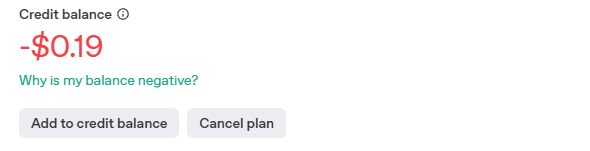 Credit balance
-$0.19
Why is my balance negative?
Add to credit balance Cancel plan